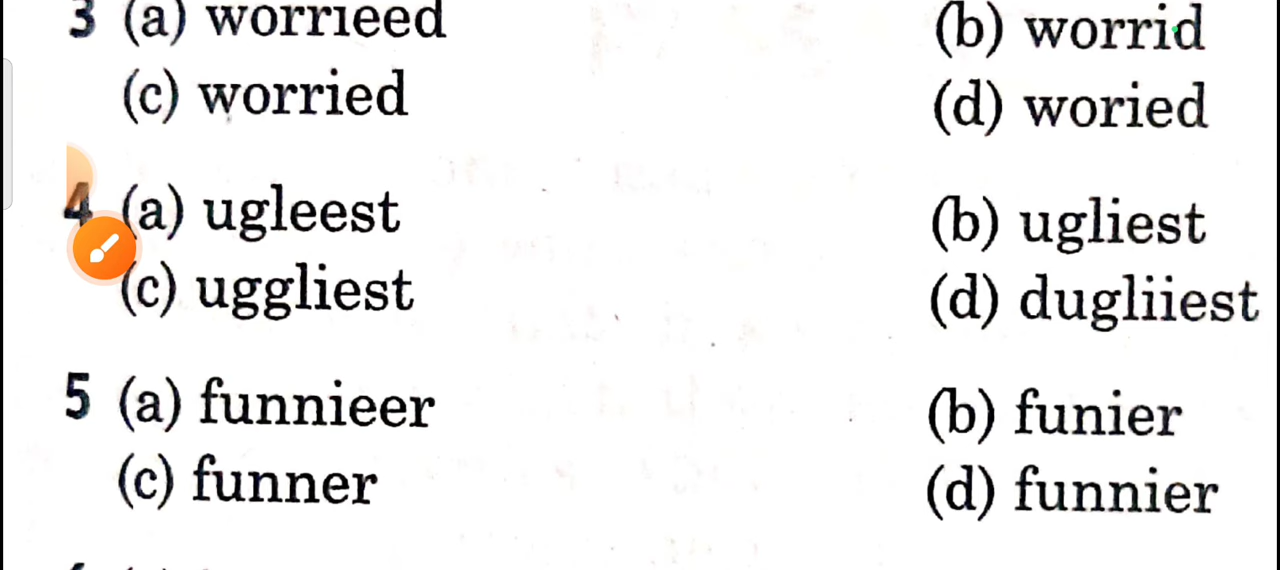 3 (a) worrieed (b) worrid
(c) worried (d) woried
4 (a) ugleest (b) ugliest
(c) uggliest (d) dugliiest
5 (a) funnieer (b) funier
(c) funner (d) funnier